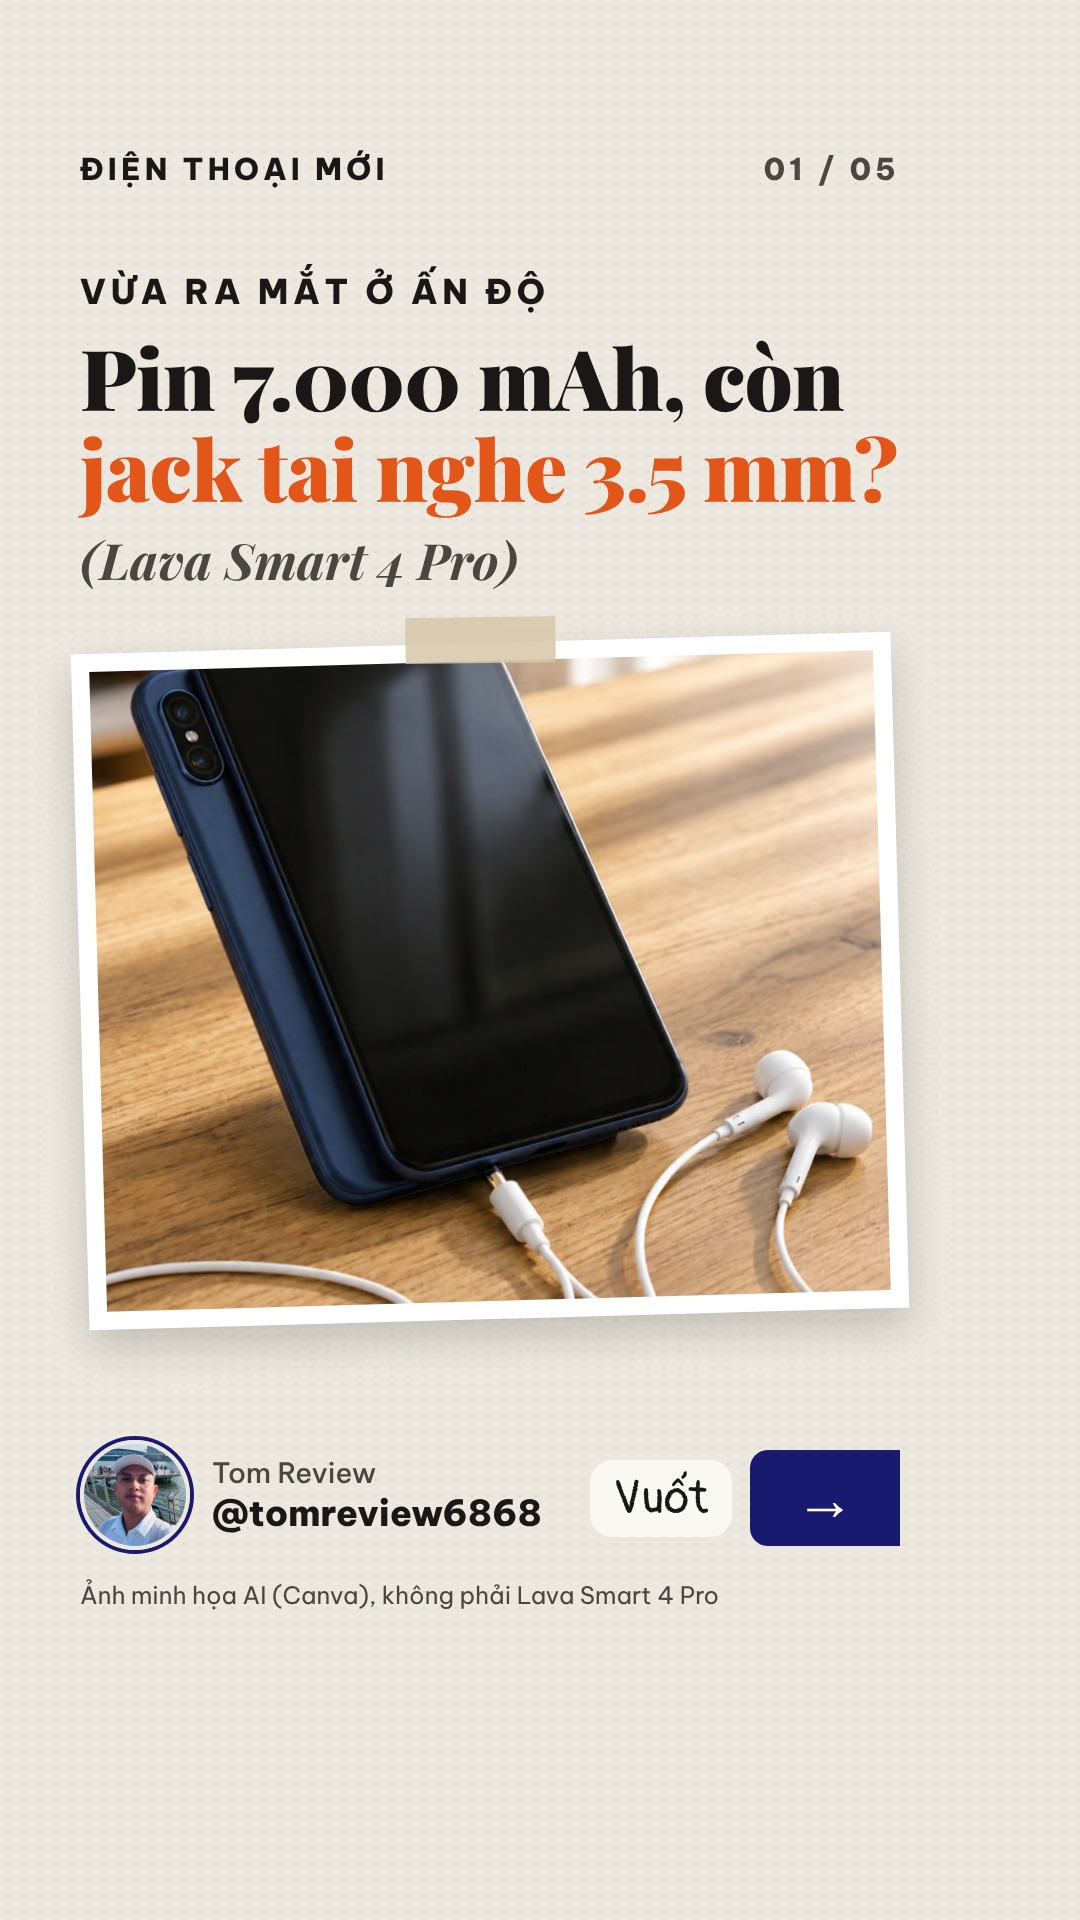 ĐIỆN THOẠI MỚI
01 / 05
VỪA RA MẮT Ở ẤN ĐỘ
Pin 7.000 mAh, còn
jack tai nghe 3.5 mm?
(Lava Smart 4 Pro)
Tom Review
@tomreview6868
Vuốt
→
Ảnh minh họa AI (Canva), không phải Lava Smart 4 Pro